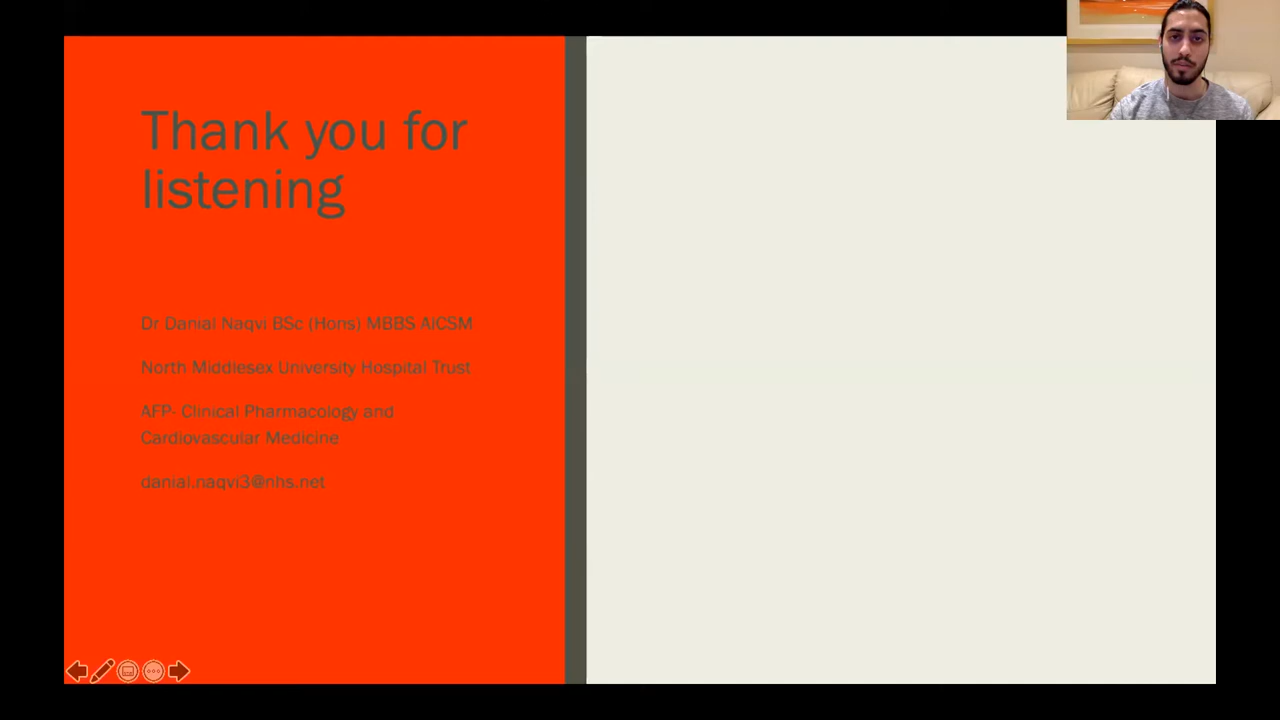 Thank you for
listening
Dr Danial Naqvi BSc (Hons) MBBS AICSM
North Middlesex University Hospital Trust
AFP- Clinical Pharmacology and
Cardiovascular Medicine
danial.naqvi3@nhs.net